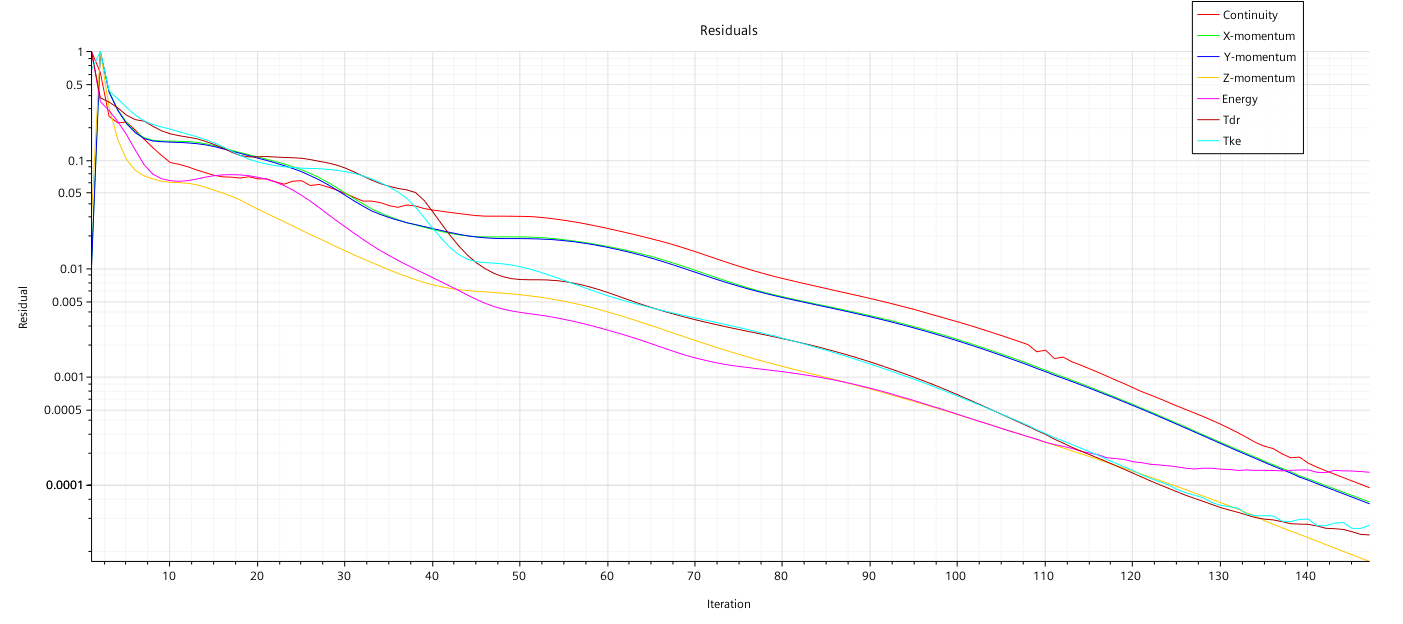 Residuals
Continuity
X-momentum
Y-momentum
Z-momentum
Energy
Tdr
Tke
1
0.5
0.1
0.05
0.01
0.005
0.001
0.0005
0.0001
Residual
10 20 30 40 50 60 70 80 90 100 110 120 130 140
Iteration